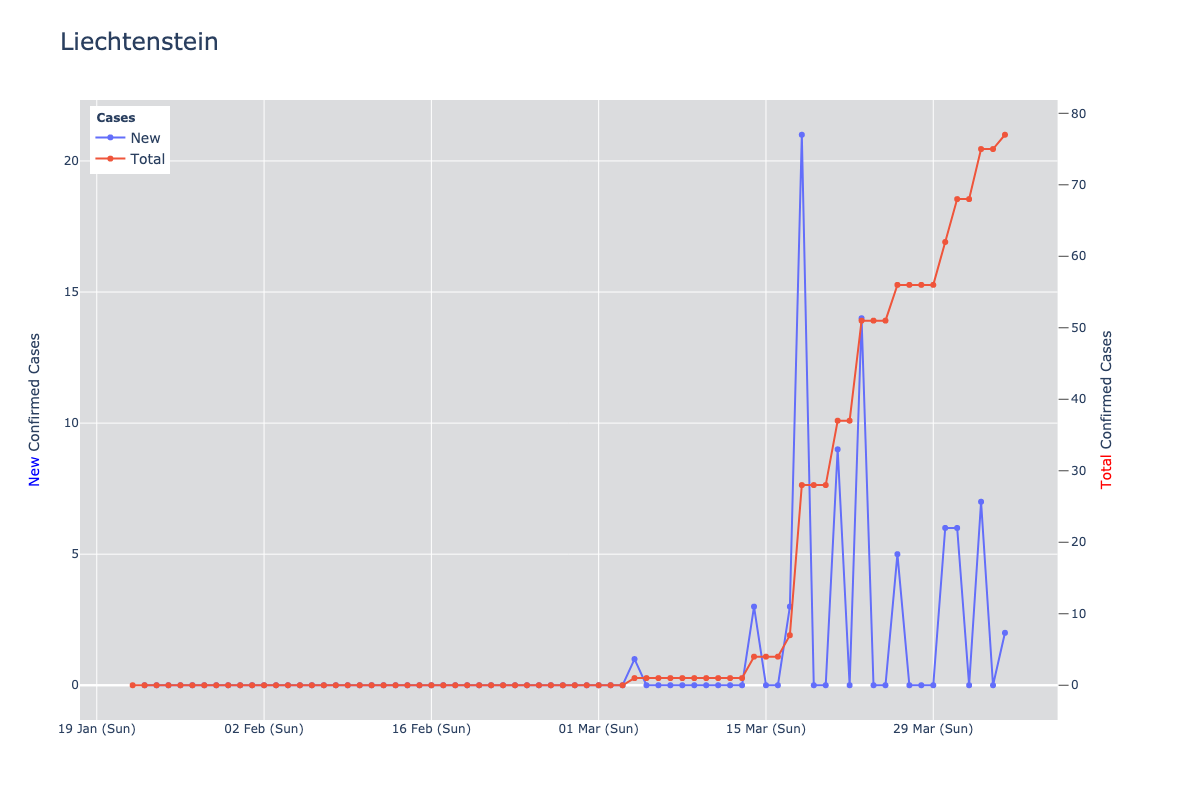 Liechtenstein
Cases
New
Total
20
15
10
5
0
80
70
60
50
40
30
20
10
0
New Confirmed Cases
Total Confirmed Cases
19 Jan (Sun) 02 Feb (Sun) 16 Feb (Sun) 01 Mar (Sun) 15 Mar (Sun) 29 Mar (Sun)